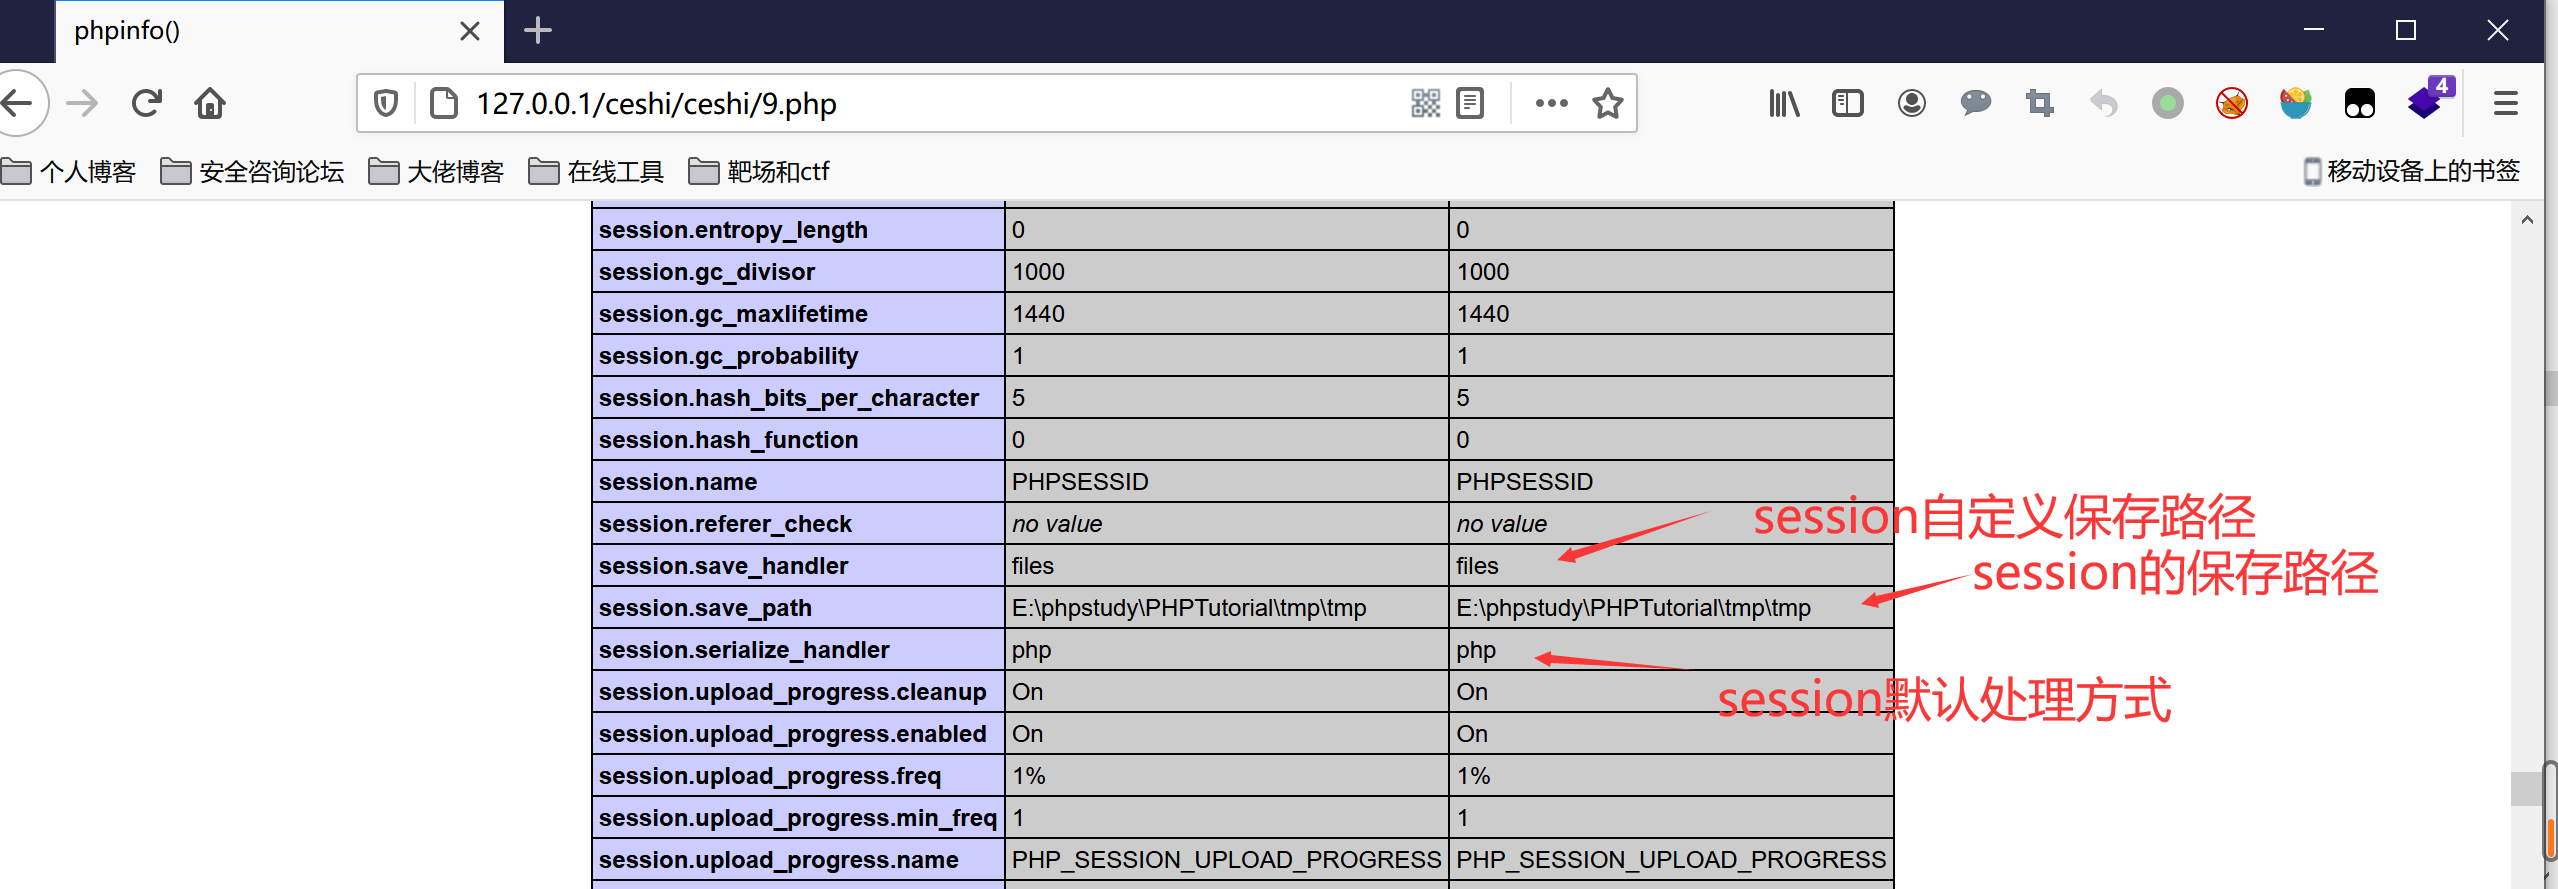 phpinfo()
127.0.0.1/ceshi/ceshi/9.php
4
个人博客 安全咨询论坛 大佬博客 在线工具 靶场和ctf 移动设备上的书签
session.entropy_length 0 0
session.gc_divisor 1000 1000
session.gc_maxlifetime 1440 1440
session.gc_probability 1 1
session.hash_bits_per_character 5 5
session.hash_function 0 0
session.name PHPSESSID PHPSESSID
session.referer_check no value no value
session自定义保存路径
session.save_handler files files
session的保存路径
session.save_path E:\phpstudy\PHPTutorial\tmp\tmp E:\phpstudy\PHPTutorial\tmp\tmp
session.serialize_handler php php
session默认处理方式
session.upload_progress.cleanup On On
session.upload_progress.enabled On On
session.upload_progress.freq 1% 1%
session.upload_progress.min_freq 1 1
session.upload_progress.name PHP_SESSION_UPLOAD_PROGRESS PHP_SESSION_UPLOAD_PROGRESS